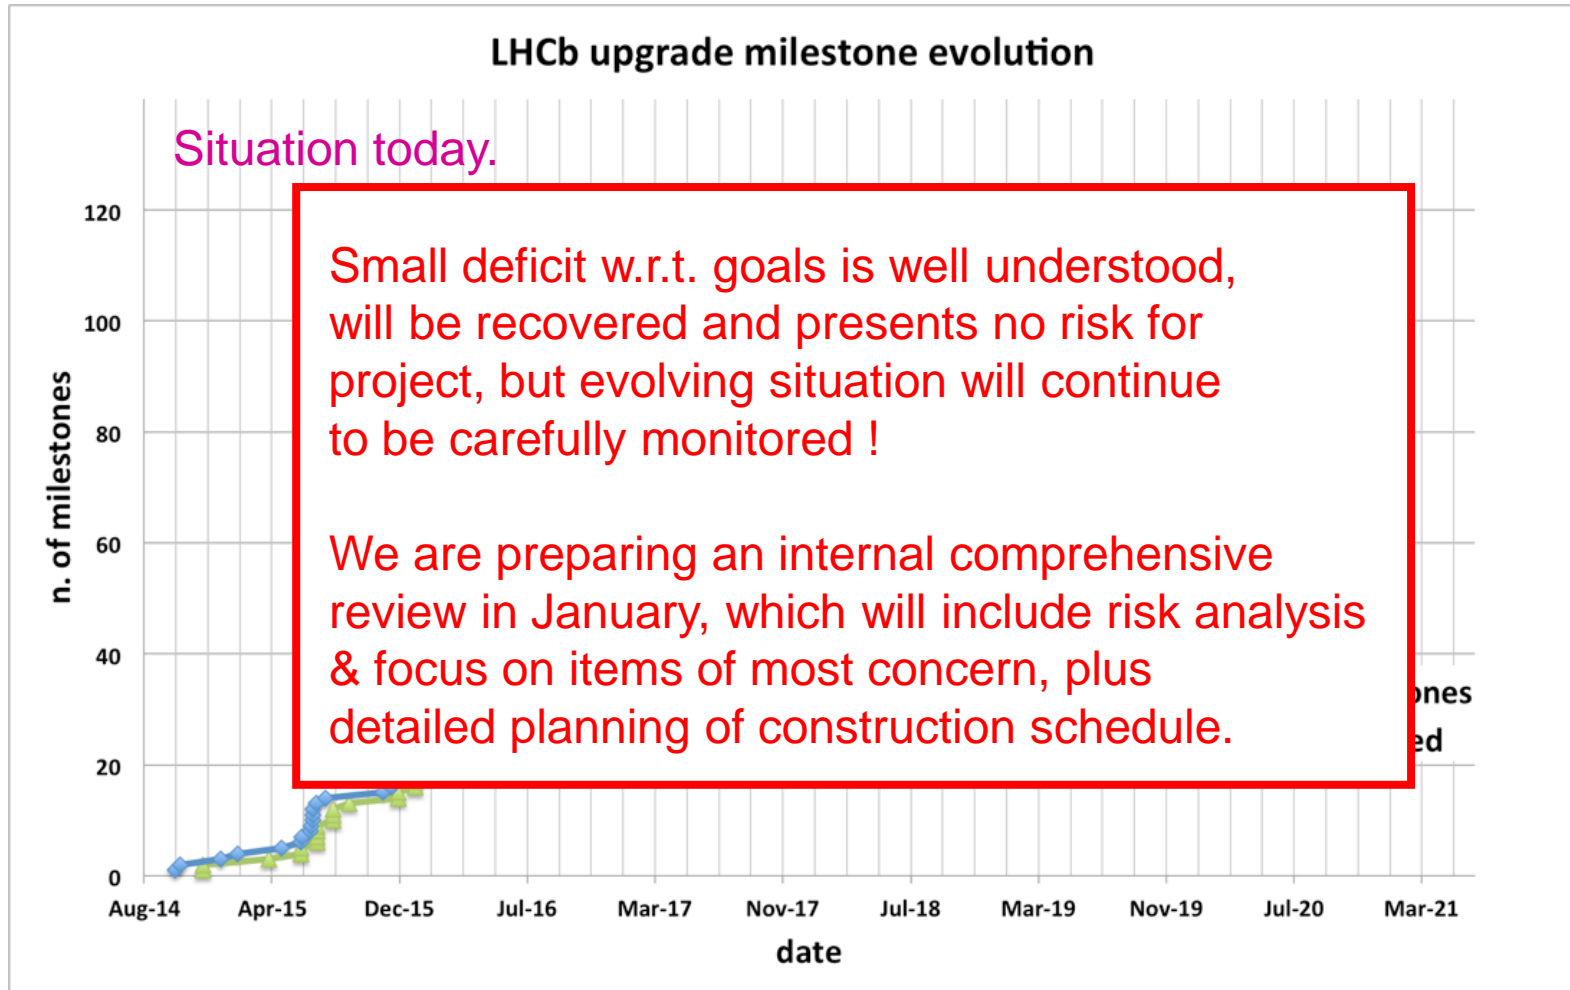 LHCb upgrade milestone evolution
Situation today.
120
100
80
60
40
20
0
n. of milestones
Small deficit w.r.t. goals is well understood,
will be recovered and presents no risk for
project, but evolving situation will continue
to be carefully monitored !
We are preparing an internal comprehensive
review in January, which will include risk analysis
& focus on items of most concern, plus
detailed planning of construction schedule.
Aug-14 Apr-15 Dec-15 Jul-16 Mar-17 Nov-17 Jul-18 Mar-19 Nov-19 Jul-20 Mar-21
date